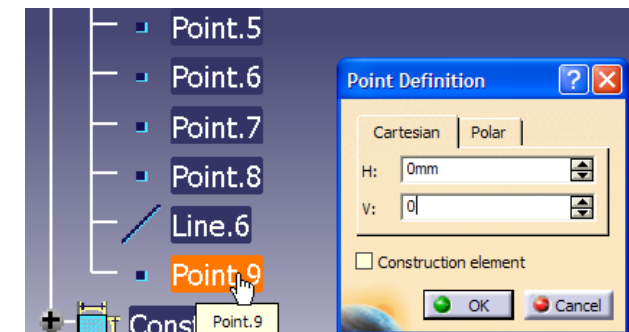 Point.5
Point.6
Point.7
Point.8
Line.6
Point.9
Point.9
Point Definition
?
Cartesian Polar
H: 0mm
V: 0
Construction element
OK Cancel